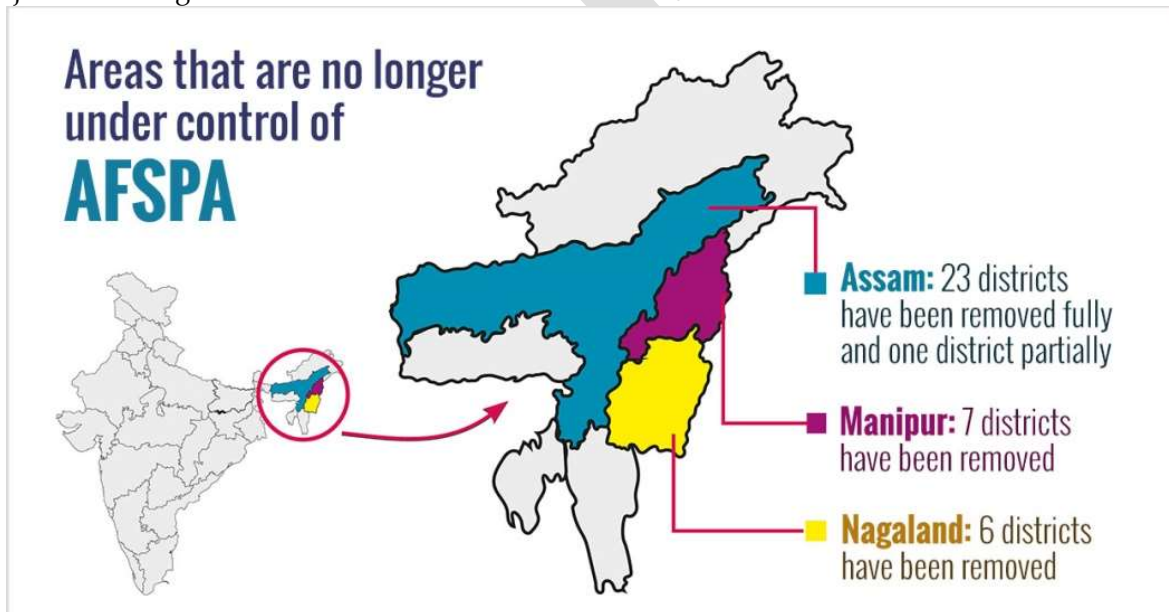 Areas that are no longer
under control of
AFSPA
Assam: 23 districts
have been removed fully
and one district partially
Manipur: 7 districts
have been removed
Nagaland: 6 districts
have been removed